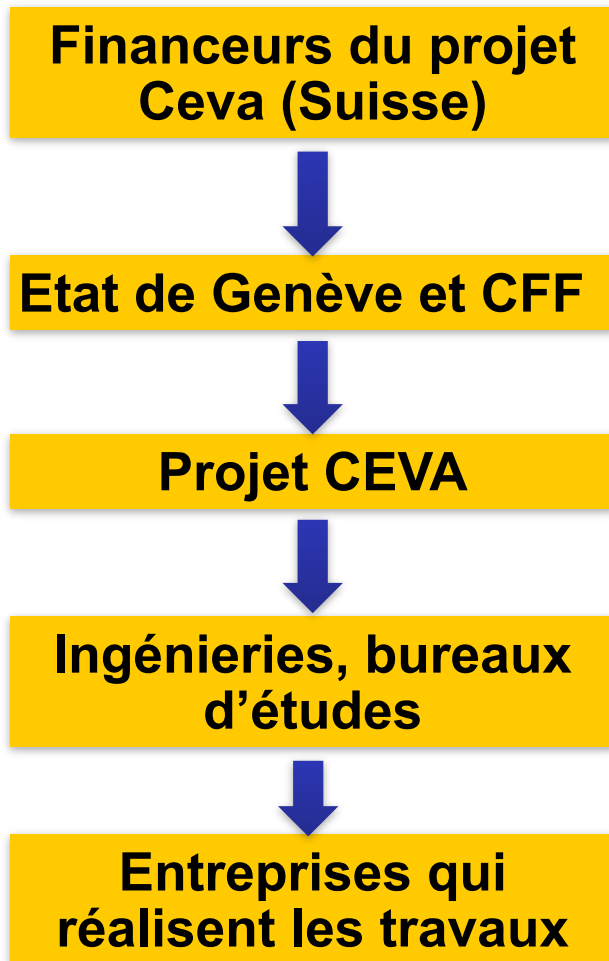 Financeurs du projet
Ceva (Suisse)
Etat de Genève et CFF
Projet CEVA
Ingénieries, bureaux
d’études
Entreprises qui
réalisent les travaux